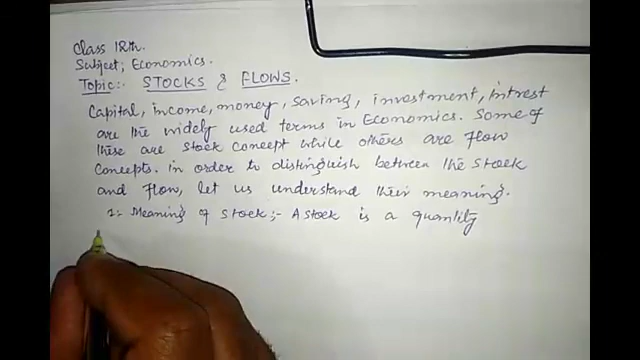 Class 12th.
Subject; Economics.
Topic:- STOCKS & FLOWS.
Capital, income, money, saving, investment, intrest
are the widely used terms in Economics. Some of
these are stock concept while others are flow
concepts. in order to distinguish between the stock
and flow, let us understand their meaning.
1:- Meaning of stock;- A stock is a quantity